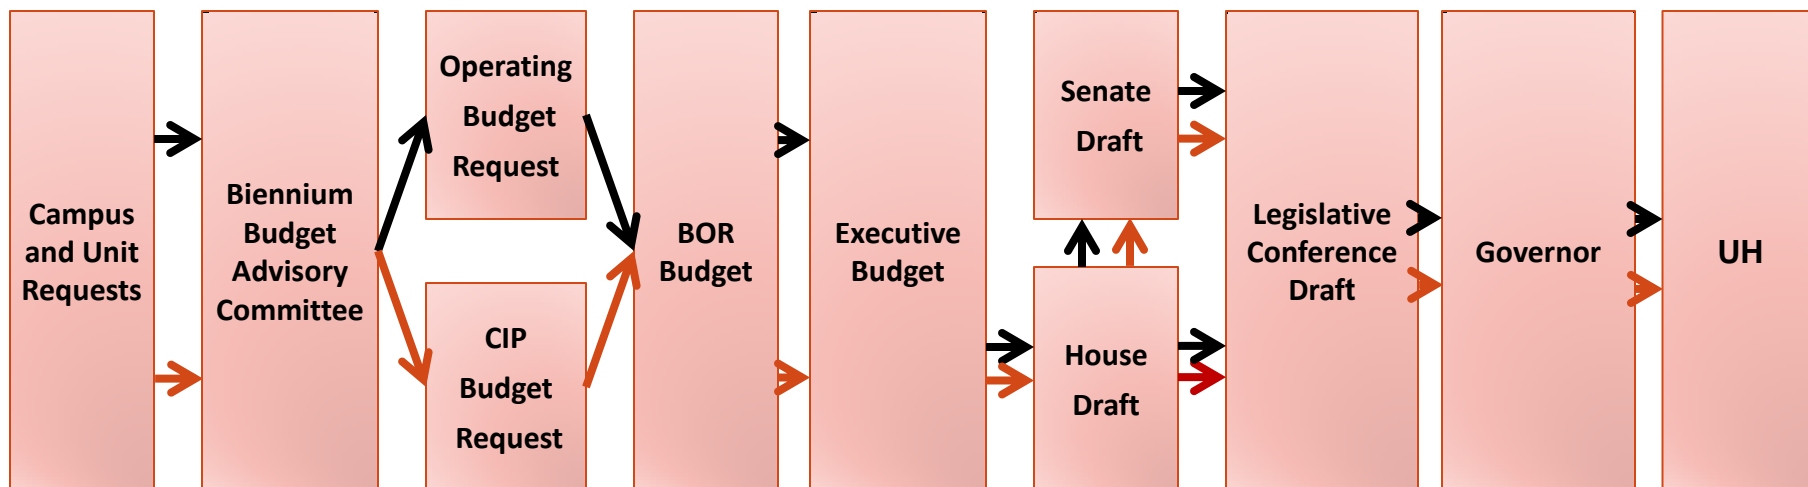 Campus
and Unit
Requests
Biennium
Budget
Advisory
Committee
Operating
Budget
Request
CIP
Budget
Request
BOR
Budget
Executive
Budget
Senate
Draft
House
Draft
Legislative
Conference
Draft
Governor
UH